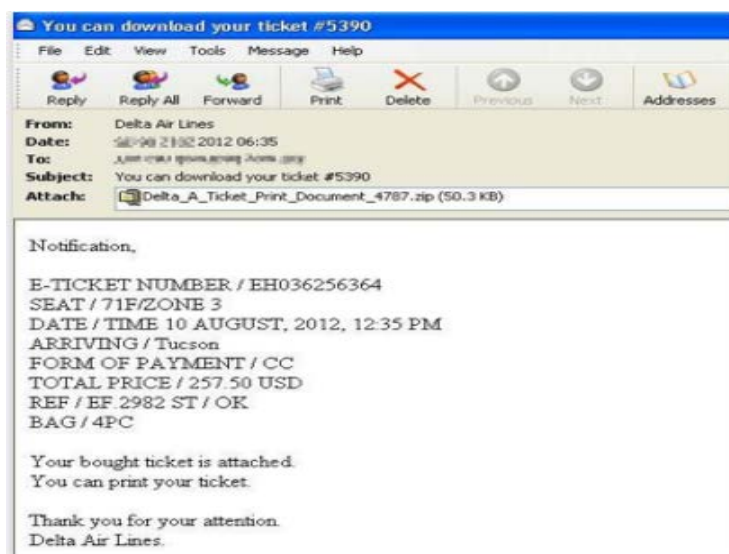 You can download your ticket #5390
File Edit View Tools Message Help
Reply Reply All Forward Print Delete Previous Next Addresses
From: Delta Air Lines
Date: 2012 06:35
To:
Subject: You can download your ticket #5390
Attach: Delta_A_Ticket_Print_Document_4787.zip (50.3 KB)
Notification,
E-TICKET NUMBER / EH036256364
SEAT / 71F/ZONE 3
DATE / TIME 10 AUGUST, 2012, 12:35 PM
ARRIVING / Tucson
FORM OF PAYMENT / CC
TOTAL PRICE / 257.50 USD
REF / EF.2982 ST / OK
BAG / 4PC
Your bought ticket is attached.
You can print your ticket.
Thank you for your attention.
Delta Air Lines.